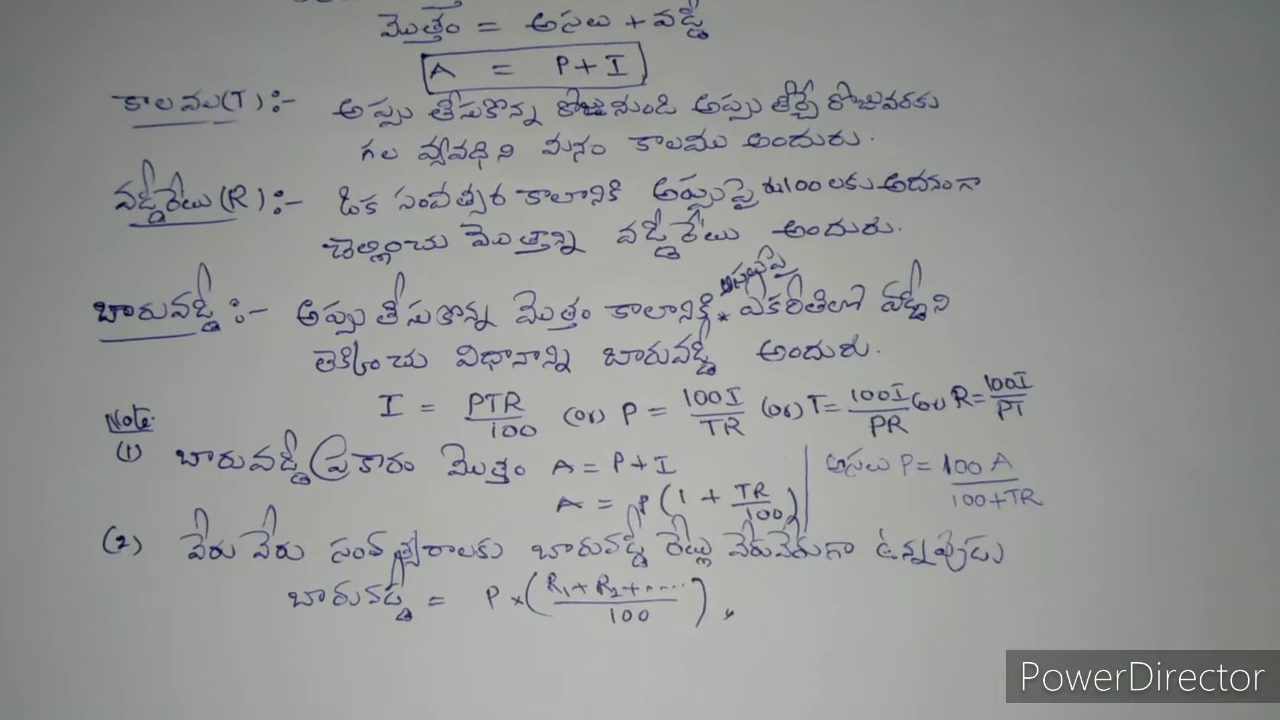 మొత్తం = అసలు + వడ్డీ
A = P + I
కాలము(T):- అప్పు తీసుకొన్న రోజునుండి అప్పు తీర్చే రోజువరకు
గల వ్యవధిని మనం కాలము అందురు.
వడ్డీరేటు(R):- ఒక సంవత్సర కాలానికి అప్పుపై రు100 లకు అదనంగా
చెల్లించు మొత్తాన్ని వడ్డీరేటు అందురు.
అసలుపై
బారువడ్డీ:- అప్పు తీసుకొన్న మొత్తం కాలానికి * ఏకరీతిలో వడ్డీని
లెక్కించు విధానాన్ని బారువడ్డీ అందురు.
I = PTR/100 (or) P = 100I/TR (or) T = 100I/PR (or) R = 100I/PT
Note:
(1) బారువడ్డీ ప్రకారం మొత్తం A = P + I | అసలు P = 100A/100+TR
A = P(1 + TR/100)
(2) వేరు వేరు సంవత్సరాలకు బారువడ్డీ రేట్లు వేరువేరుగా ఉన్నప్పుడు
బారువడ్డీ = P × (R1 + R2 + ..../100)
PowerDirector